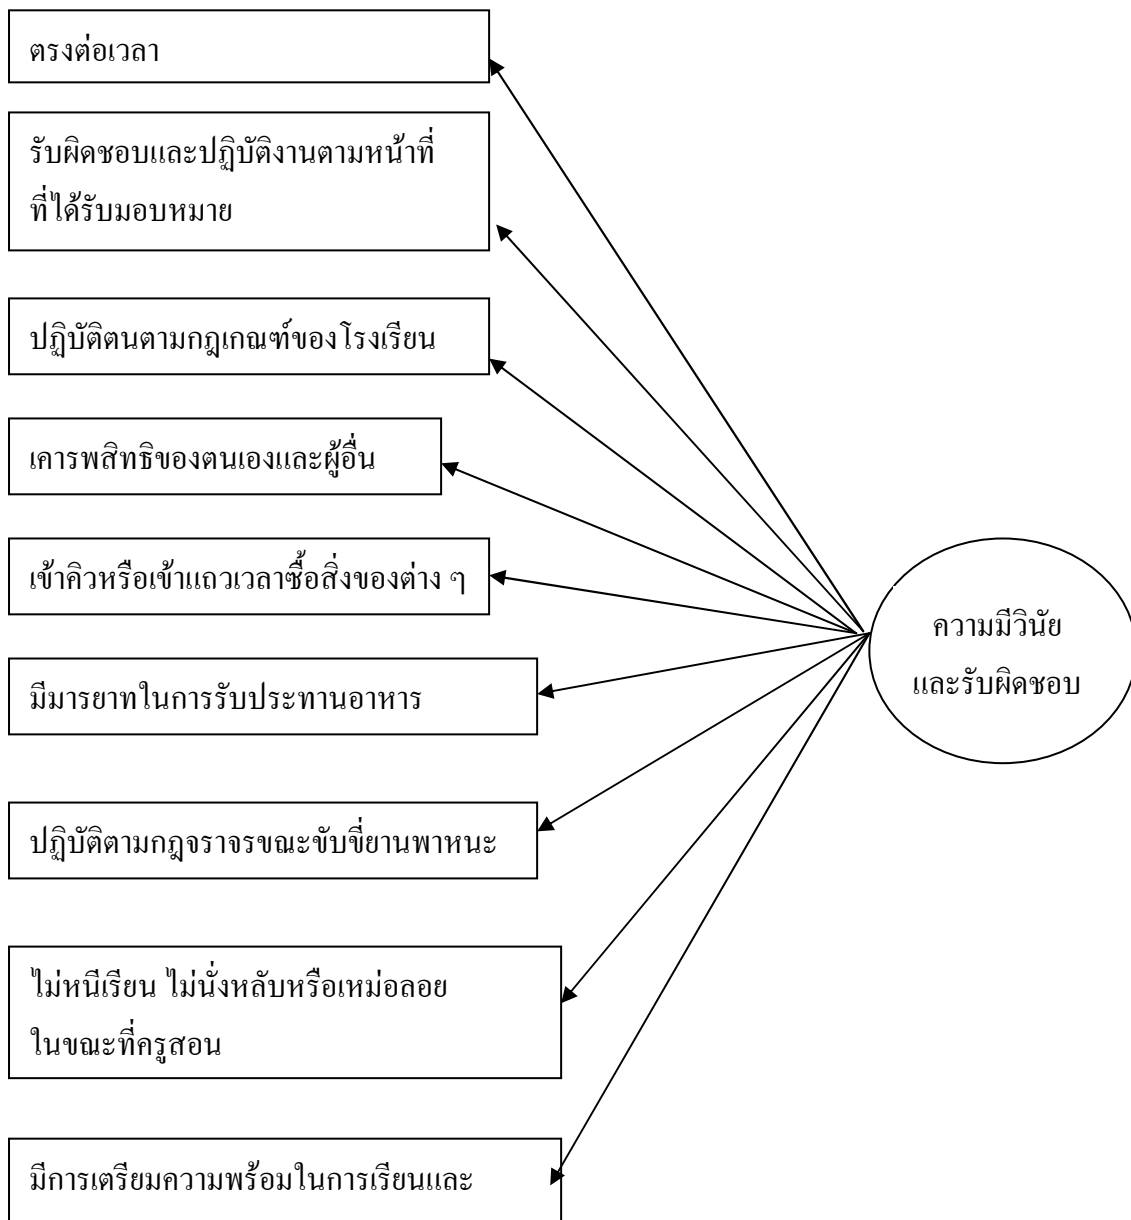 ตรงต่อเวลา
รับผิดชอบและปฏิบัติงานตามหน้าที่
ที่ได้รับมอบหมาย
ปฏิบัติตนตามกฎเกณฑ์ของโรงเรียน
เคารพสิทธิของตนเองและผู้อื่น
เข้าคิวหรือเข้าแถวเวลาซื้อสิ่งของต่าง ๆ
มีมารยาทในการรับประทานอาหาร
ปฏิบัติตามกฎจราจรขณะขับขี่ยานพาหนะ
ไม่หนีเรียน ไม่นั่งหลับหรือเหม่อลอย
ในขณะที่ครูสอน
มีการเตรียมความพร้อมในการเรียนและ
ความมีวินัย
และรับผิดชอบ